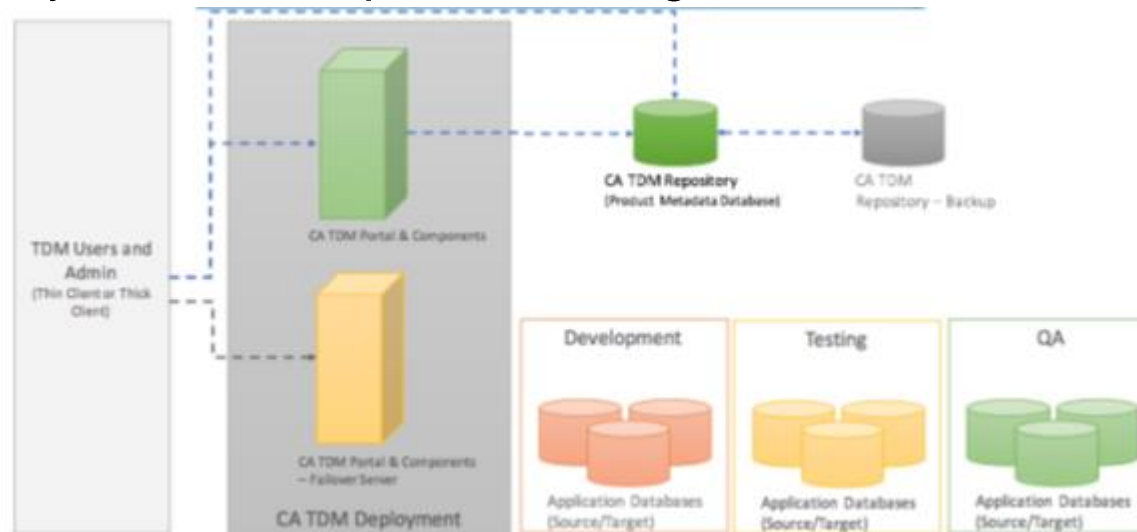 TDM Users and
Admin
(Thin Client or Thick
Client)
CA TDM Portal & Components
CA TDM Portal & Components
– Failover Server
CA TDM Deployment
CA TDM Repository
(Product Metadata Database)
CA TDM
Repository – Backup
Development
Application Databases
(Source/Target)
Testing
Application Databases
(Source/Target)
QA
Application Databases
(Source/Target)